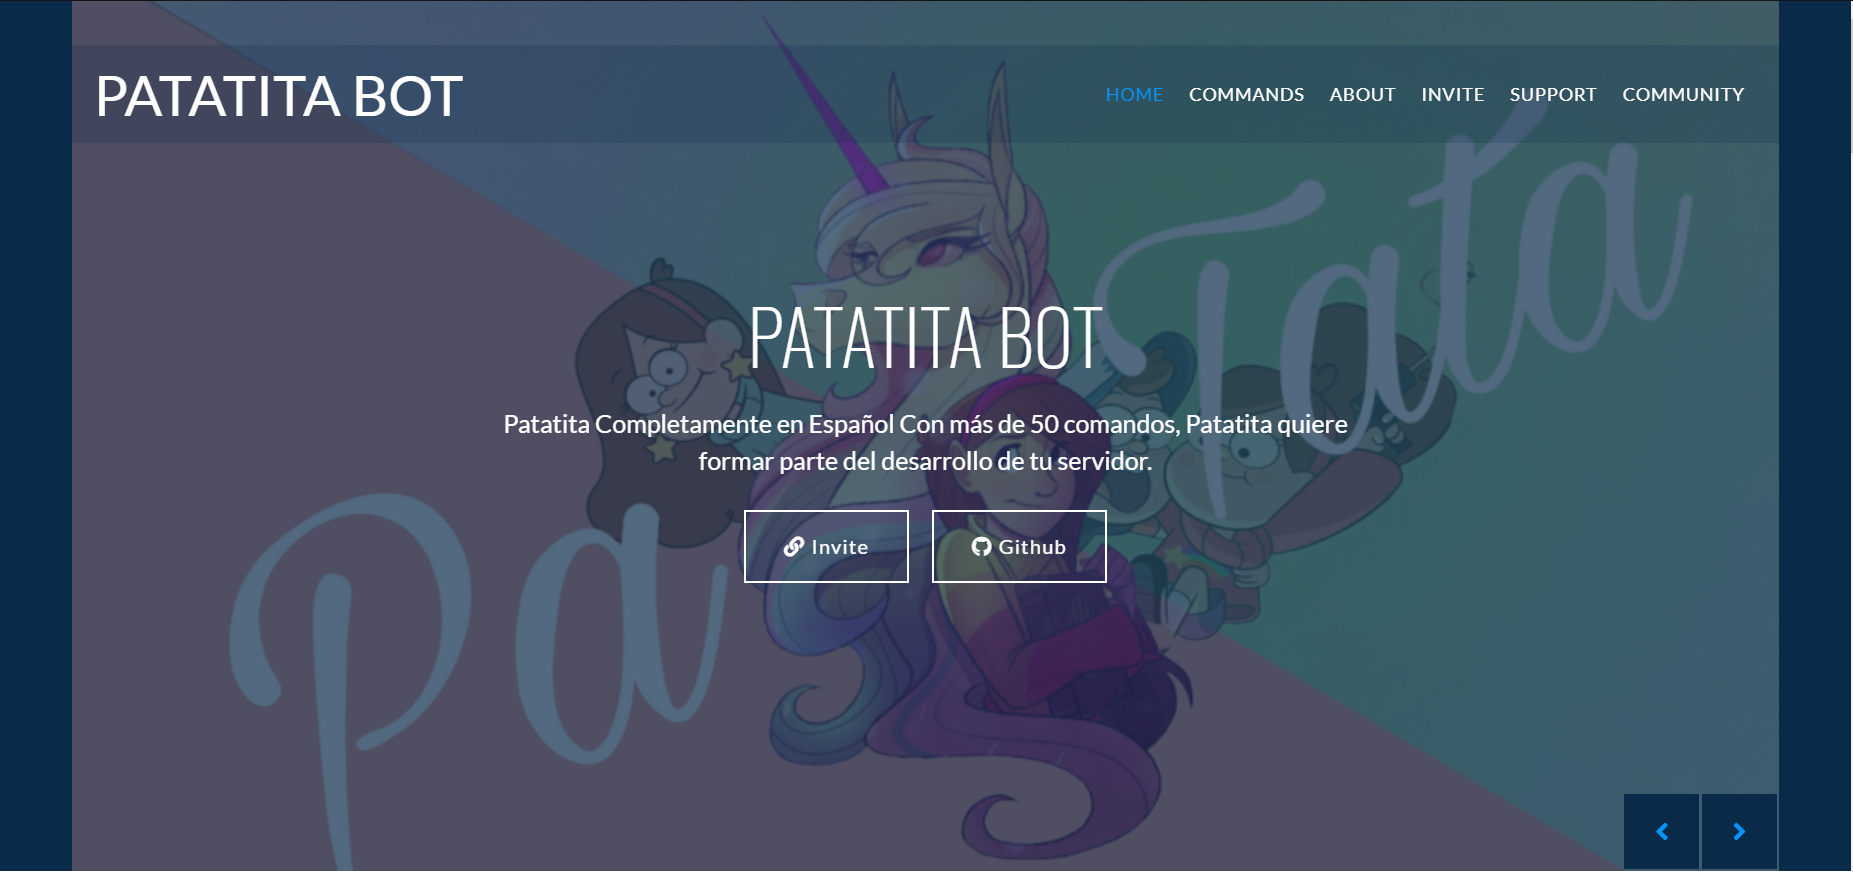 PATATITA BOT
HOME COMMANDS ABOUT INVITE SUPPORT COMMUNITY
Tata
PATATITA BOT
Patatita Completamente en Español Con más de 50 comandos, Patatita quiere
formar parte del desarrollo de tu servidor.
Invite Github
Pa